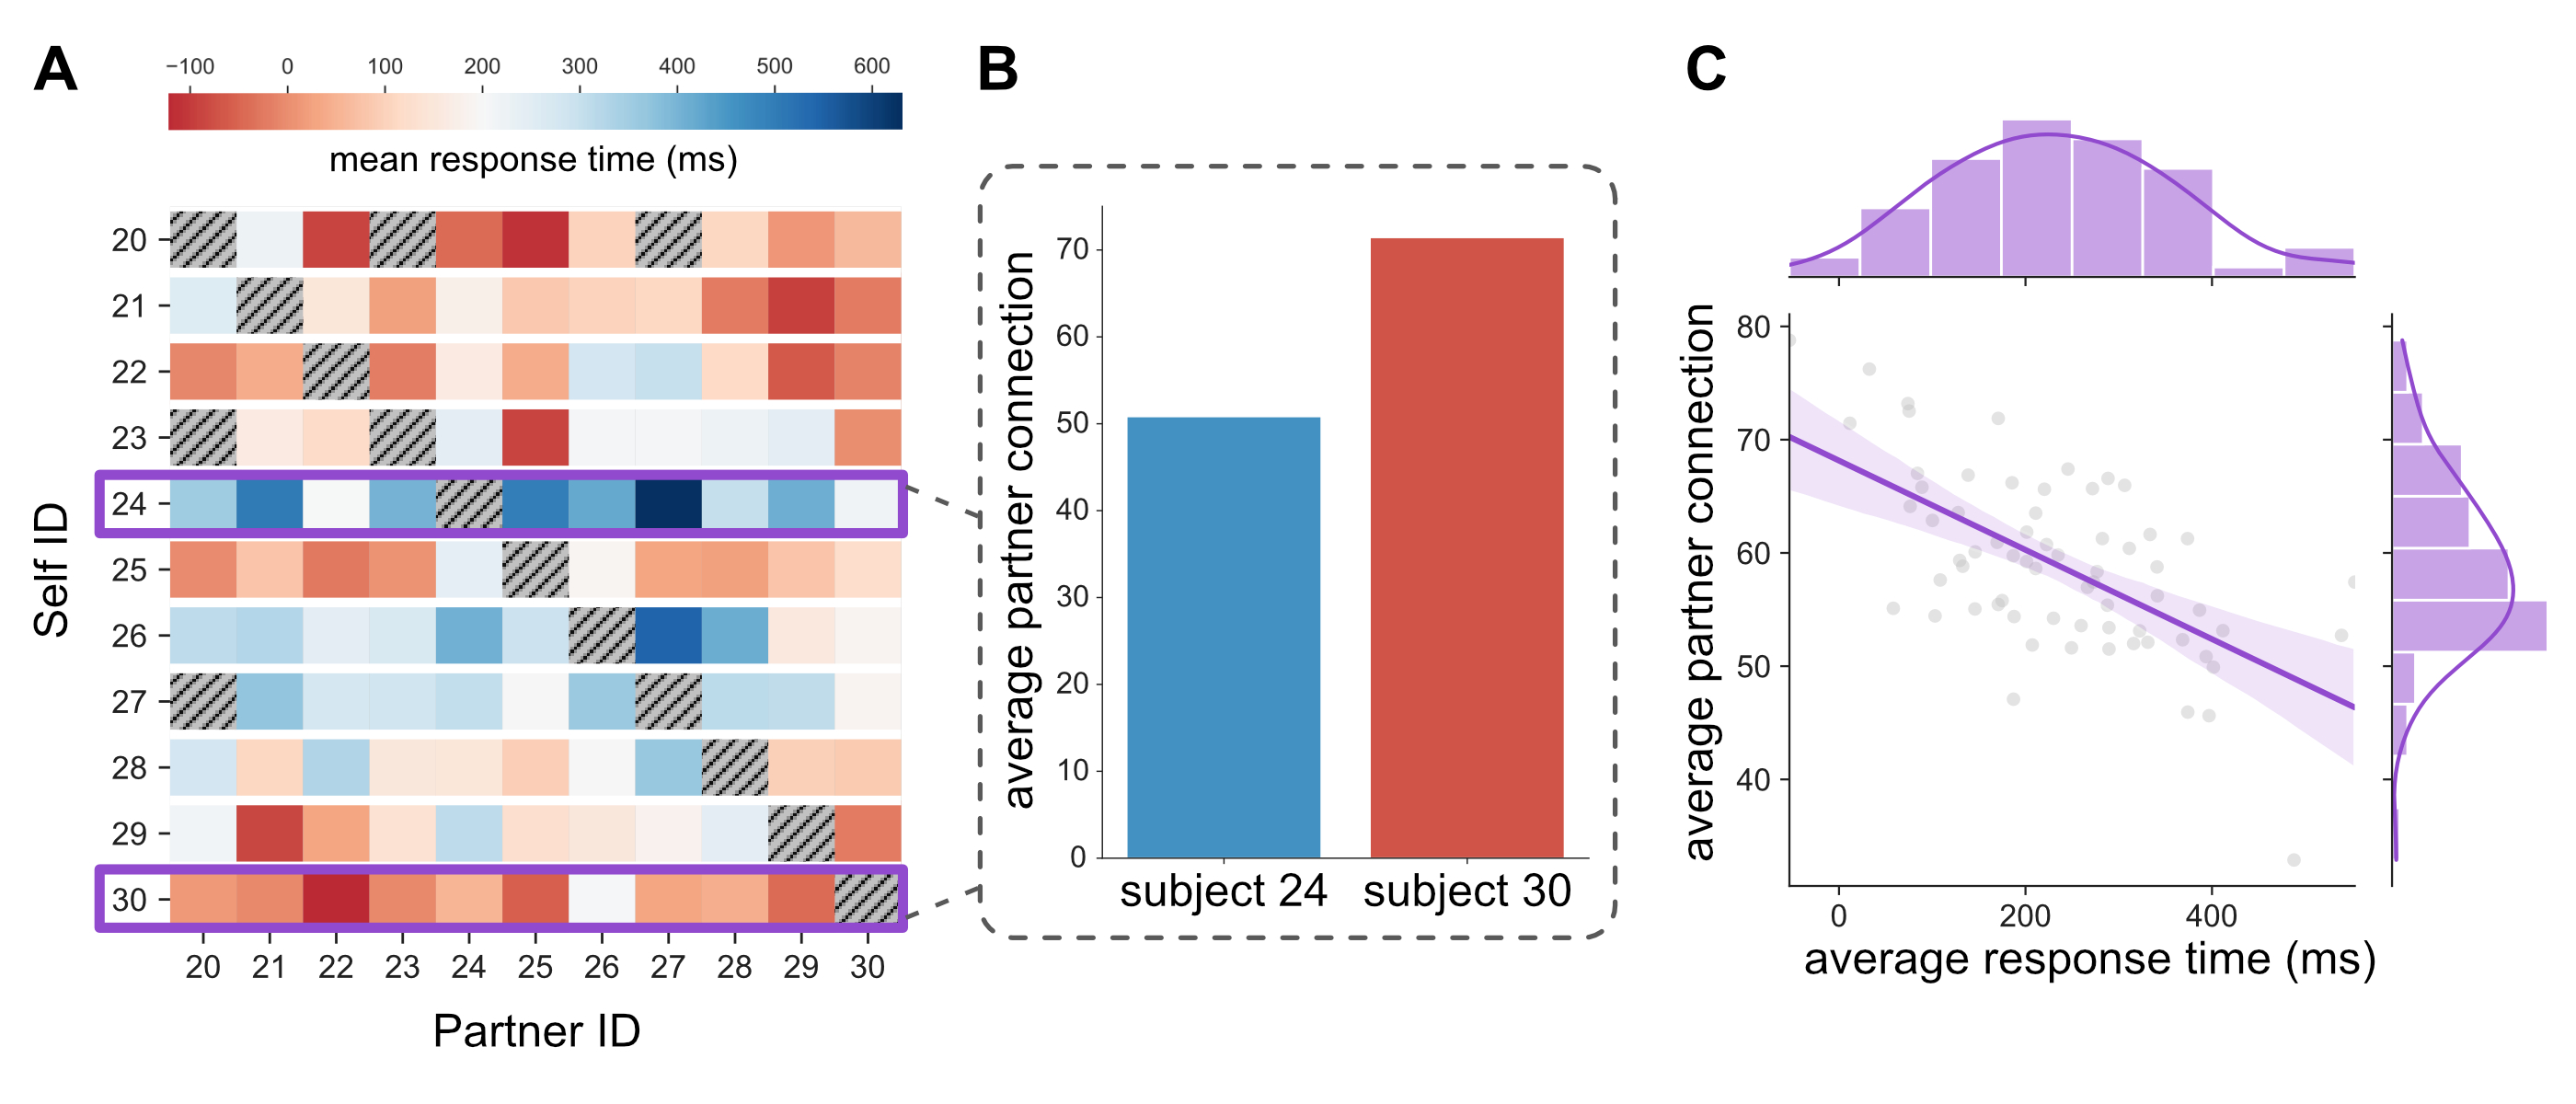 A
−100 0 100 200 300 400 500 600
mean response time (ms)
20
21
22
23
24
25
26
27
28
29
30
Self ID
20 21 22 23 24 25 26 27 28 29 30
Partner ID
B
70
60
50
40
30
20
10
0
average partner connection
subject 24 subject 30
C
80
70
60
50
40
average partner connection
0 200 400
average response time (ms)